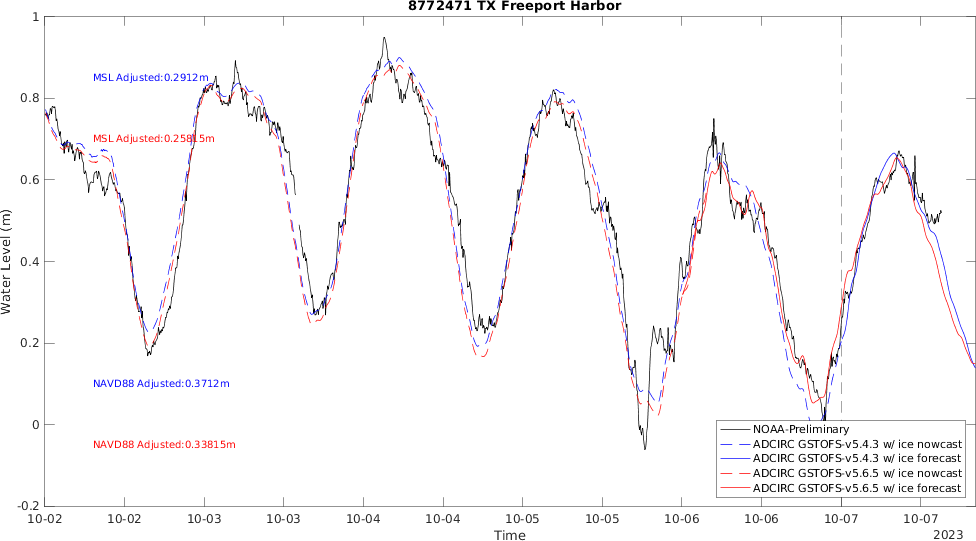 8772471 TX Freeport Harbor
1
0.8
0.6
0.4
0.2
0
-0.2
Water Level (m)
MSL Adjusted:0.2912m
MSL Adjusted:0.25815m
NAVD88 Adjusted:0.3712m
NAVD88 Adjusted:0.33815m
NOAA-Preliminary
ADCIRC GSTOFS-v5.4.3 w/ ice nowcast
ADCIRC GSTOFS-v5.4.3 w/ ice forecast
ADCIRC GSTOFS-v5.6.5 w/ ice nowcast
ADCIRC GSTOFS-v5.6.5 w/ ice forecast
10-02 10-02 10-03 10-03 10-04 10-04 10-05 10-05 10-06 10-06 10-07 10-07
Time
2023